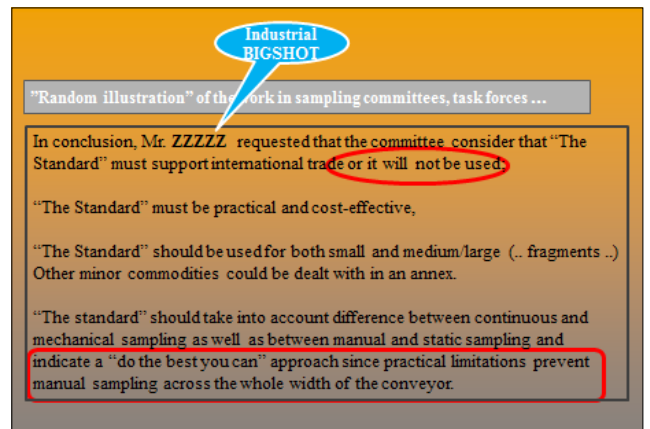 Industrial
BIGSHOT
”Random illustration” of the work in sampling committees, task forces ...
In conclusion, Mr. ZZZZZ requested that the committee consider that “The
Standard” must support international trade or it will not be used,
“The Standard” must be practical and cost-effective,
“The Standard” should be used for both small and medium/large (.. fragments ..)
Other minor commodities could be dealt with in an annex.
“The standard” should take into account difference between continuous and
mechanical sampling as well as between manual and static sampling and
indicate a “do the best you can” approach since practical limitations prevent
manual sampling across the whole width of the conveyor.